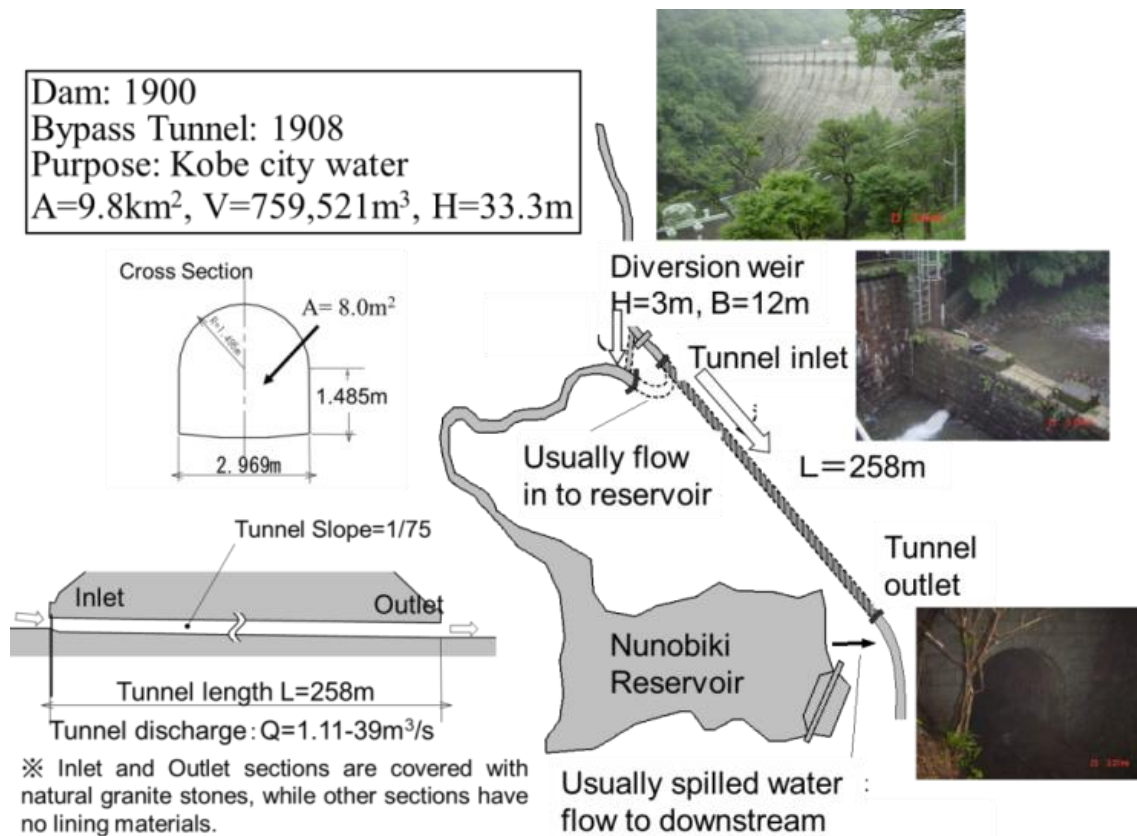 Dam: 1900
Bypass Tunnel: 1908
Purpose: Kobe city water
A=9.8km², V=759,521m³, H=33.3m
Cross Section
A= 8.0m²
1.485m
2.969m
Diversion weir
H=3m, B=12m
Tunnel inlet
L=258m
Usually flow
in to reservoir
Tunnel Slope=1/75
Inlet
Outlet
Tunnel length L=258m
Tunnel discharge:Q=1.11-39m³/s
※ Inlet and Outlet sections are covered with
natural granite stones, while other sections have
no lining materials.
Tunnel
outlet
Nunobiki
Reservoir
Usually spilled water :
flow to downstream